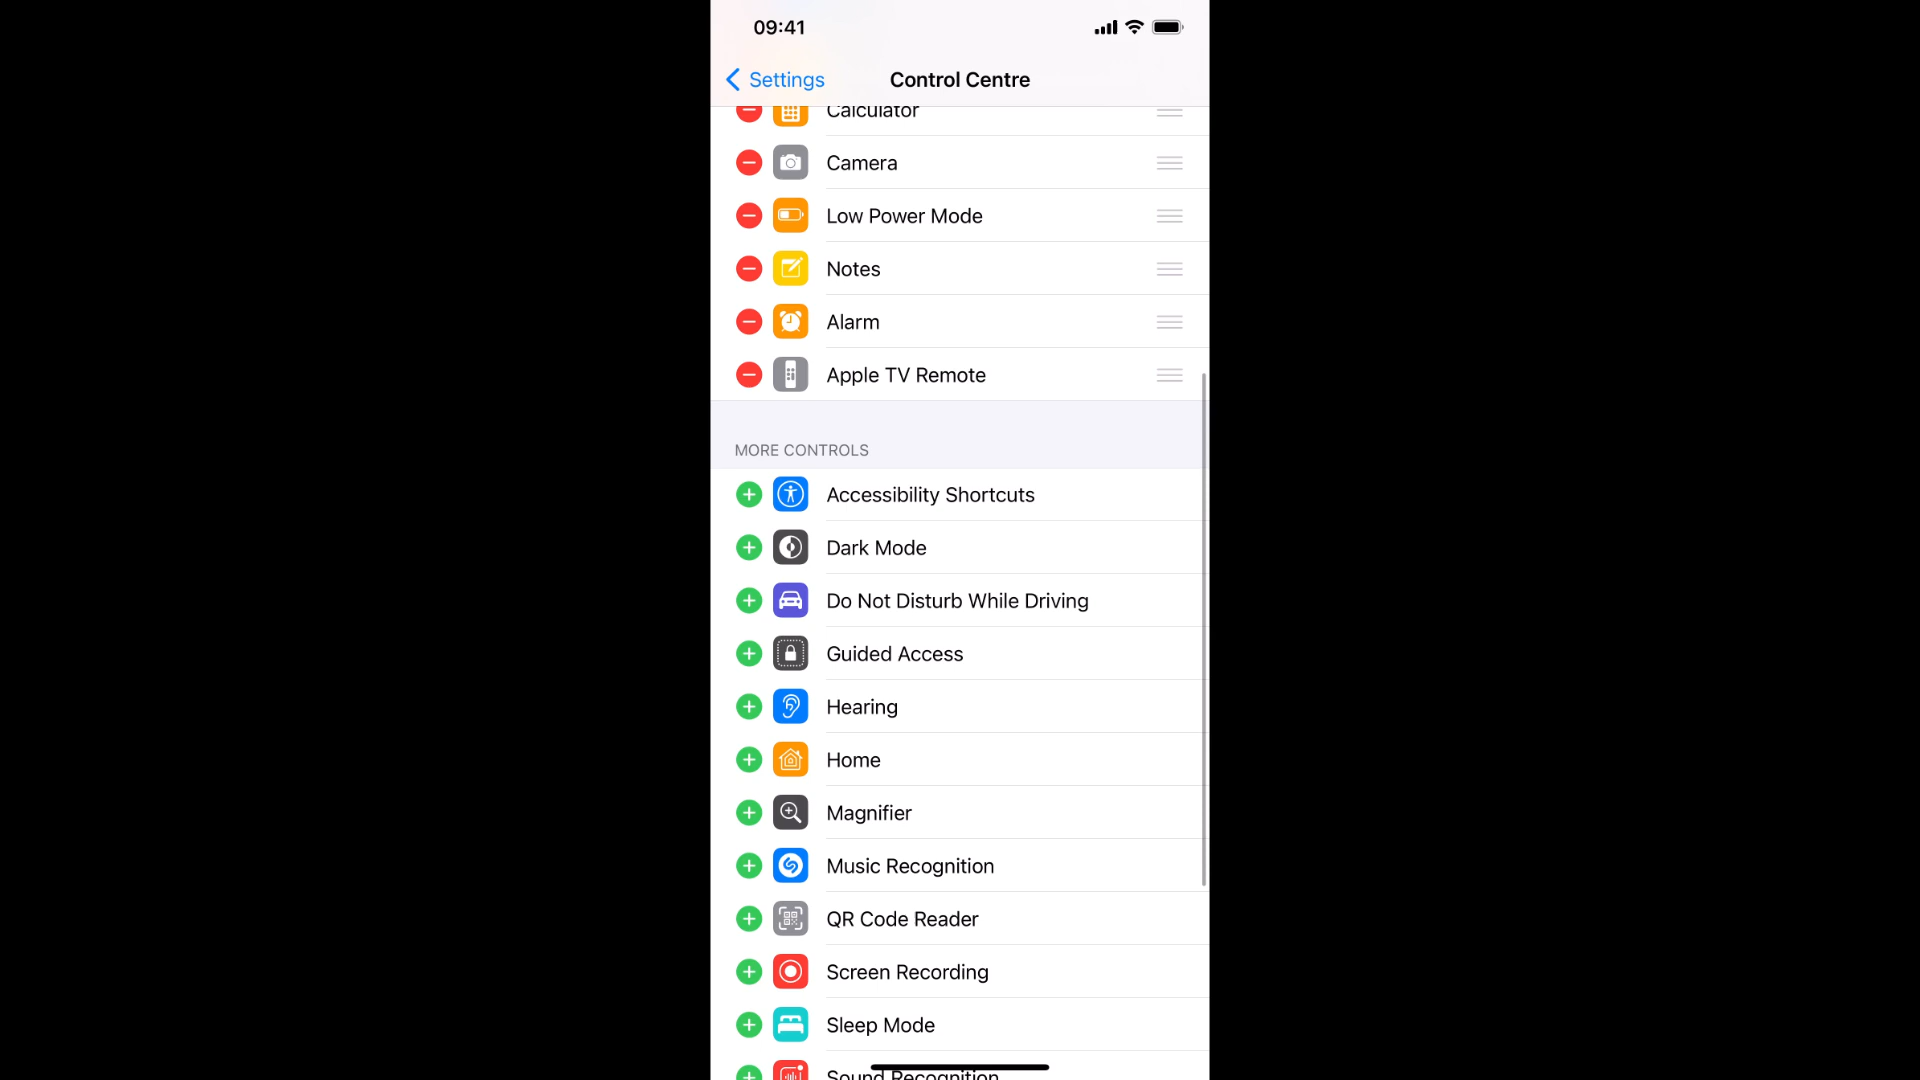 09:41
Settings
Control Centre
Calculator
Camera
Low Power Mode
Notes
Alarm
Apple TV Remote
MORE CONTROLS
Accessibility Shortcuts
Dark Mode
Do Not Disturb While Driving
Guided Access
Hearing
Home
Magnifier
Music Recognition
QR Code Reader
Screen Recording
Sleep Mode
Sound Recognition